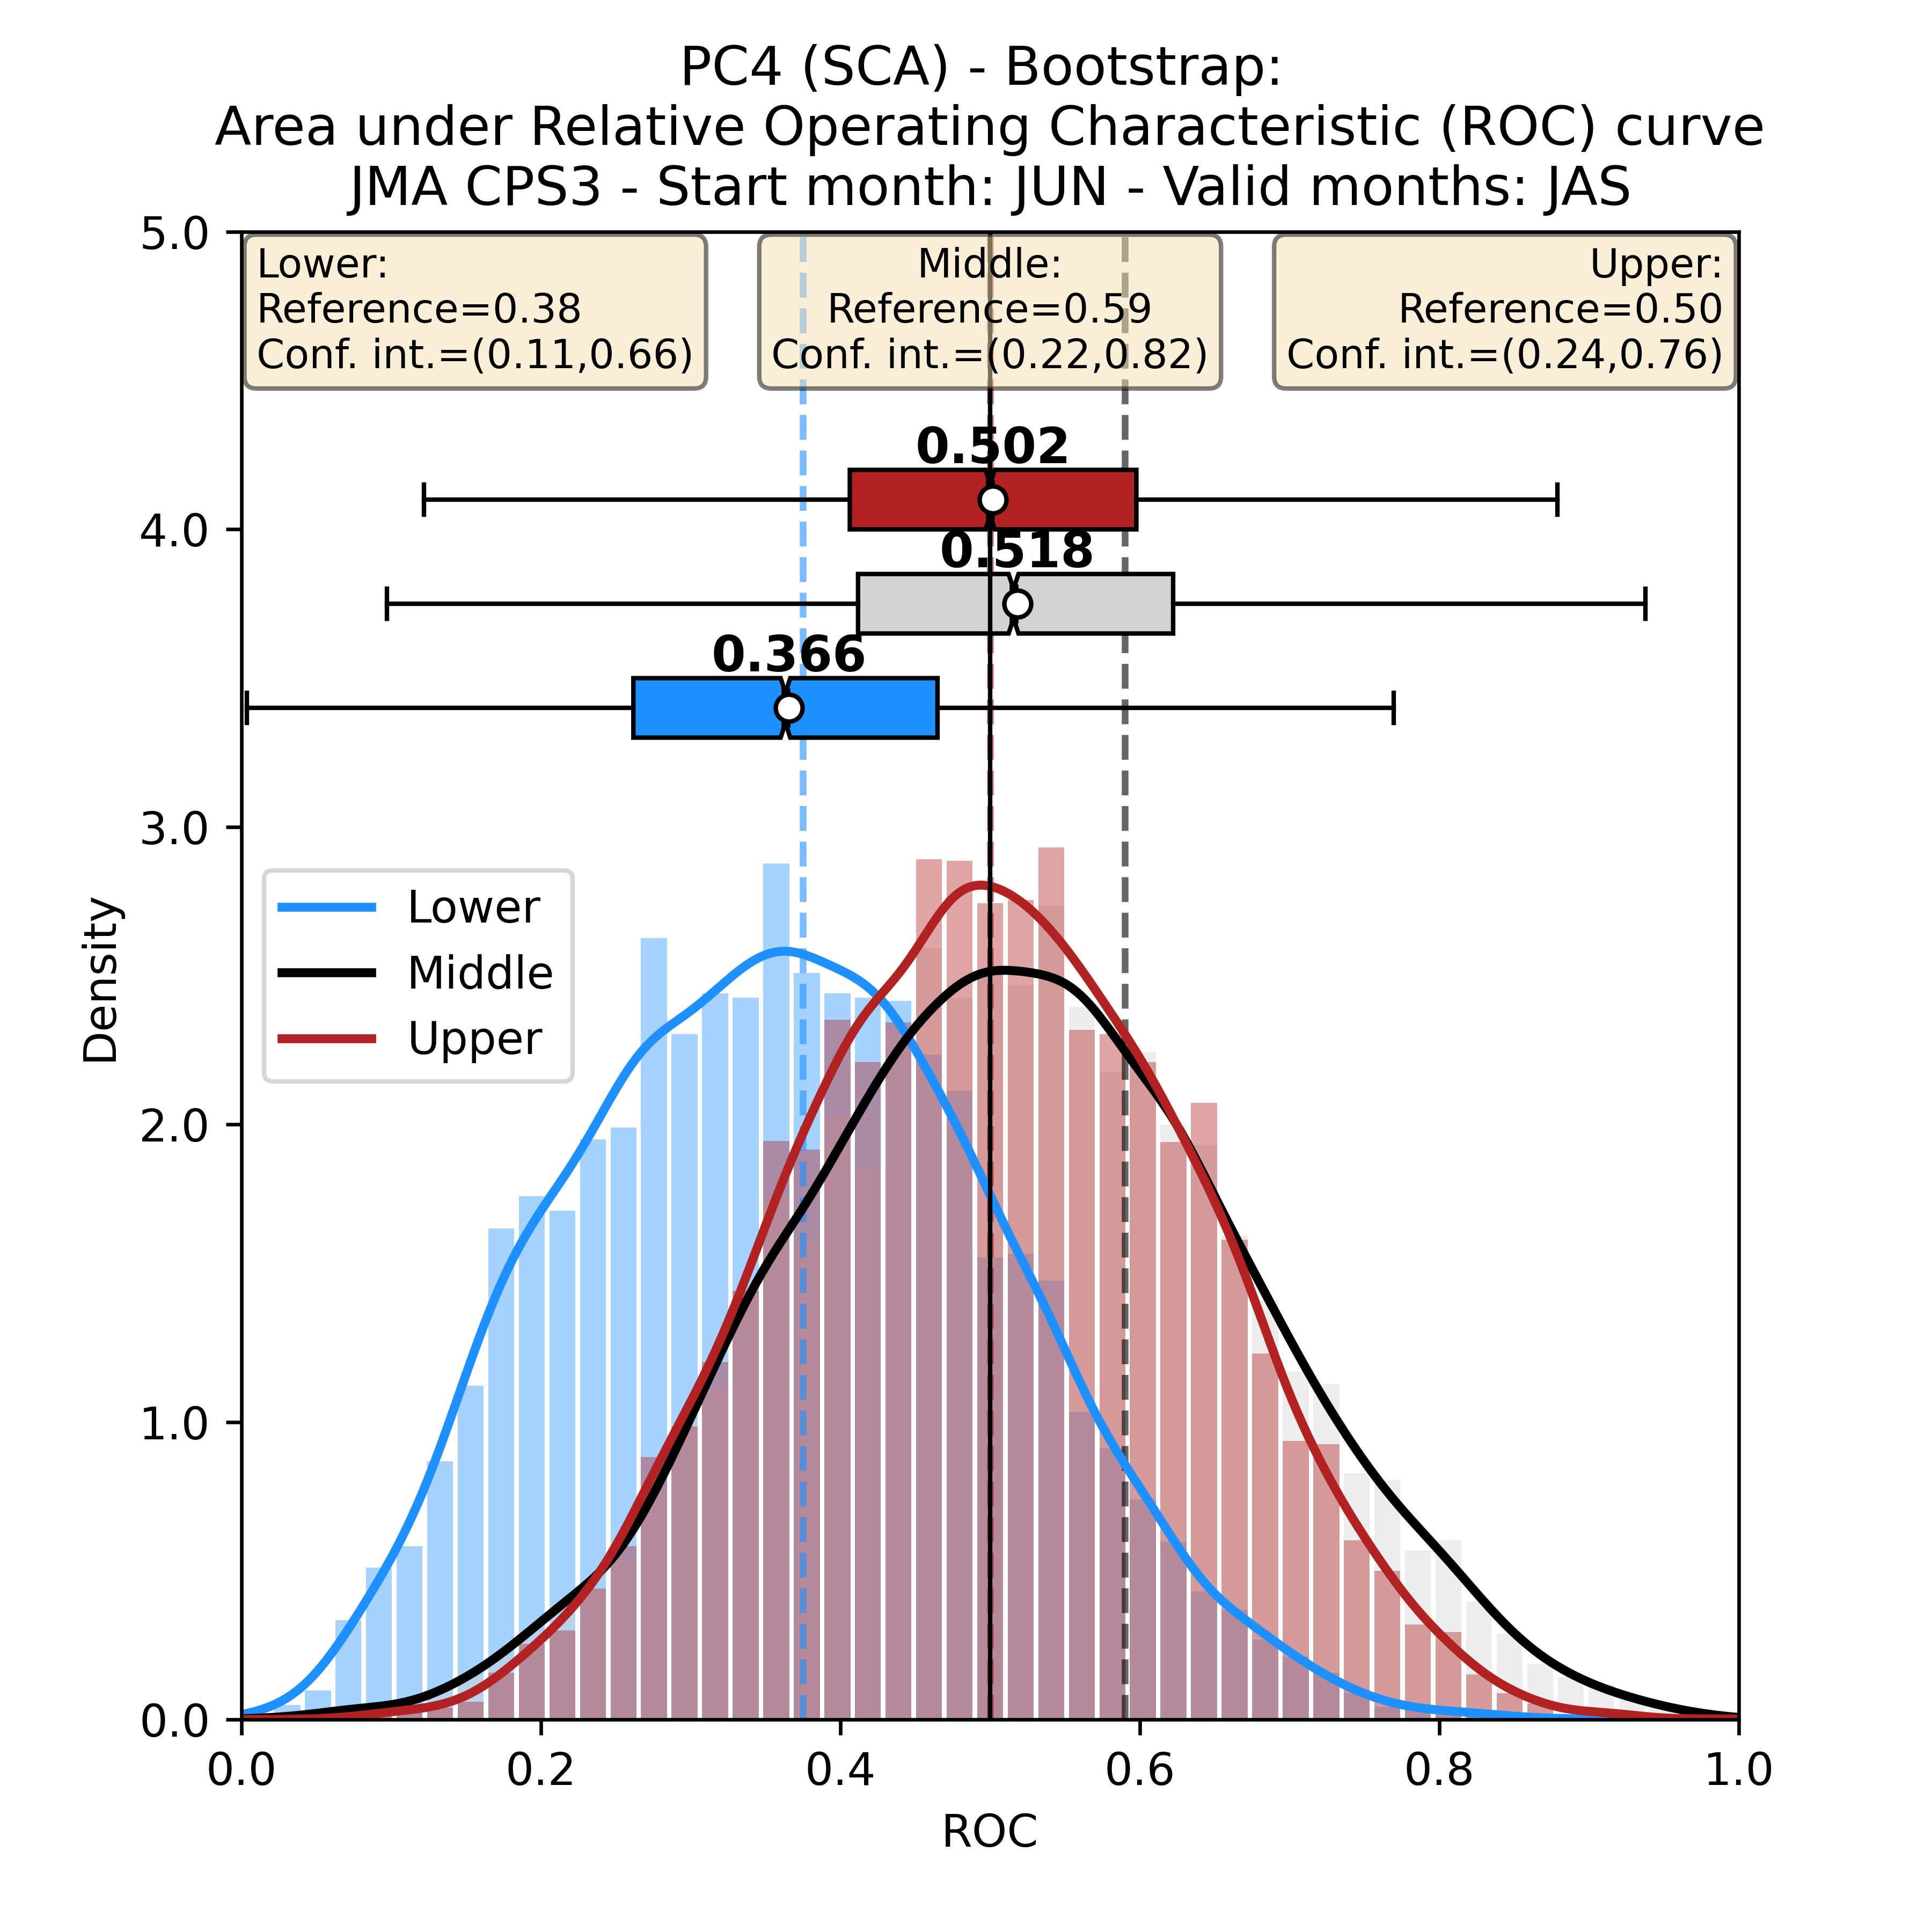 PC4 (SCA) - Bootstrap:
Area under Relative Operating Characteristic (ROC) curve
JMA CPS3 - Start month: JUN - Valid months: JAS
5.0
Lower:
Reference=0.38
Conf. int.=(0.11,0.66)
Middle:
Reference=0.59
Conf. int.=(0.22,0.82)
Upper:
Reference=0.50
Conf. int.=(0.24,0.76)
0.502
4.0
0.518
0.366
3.0
Lower
Middle
Upper
Density
2.0
1.0
0.0
0.0 0.2 0.4 0.6 0.8 1.0
ROC